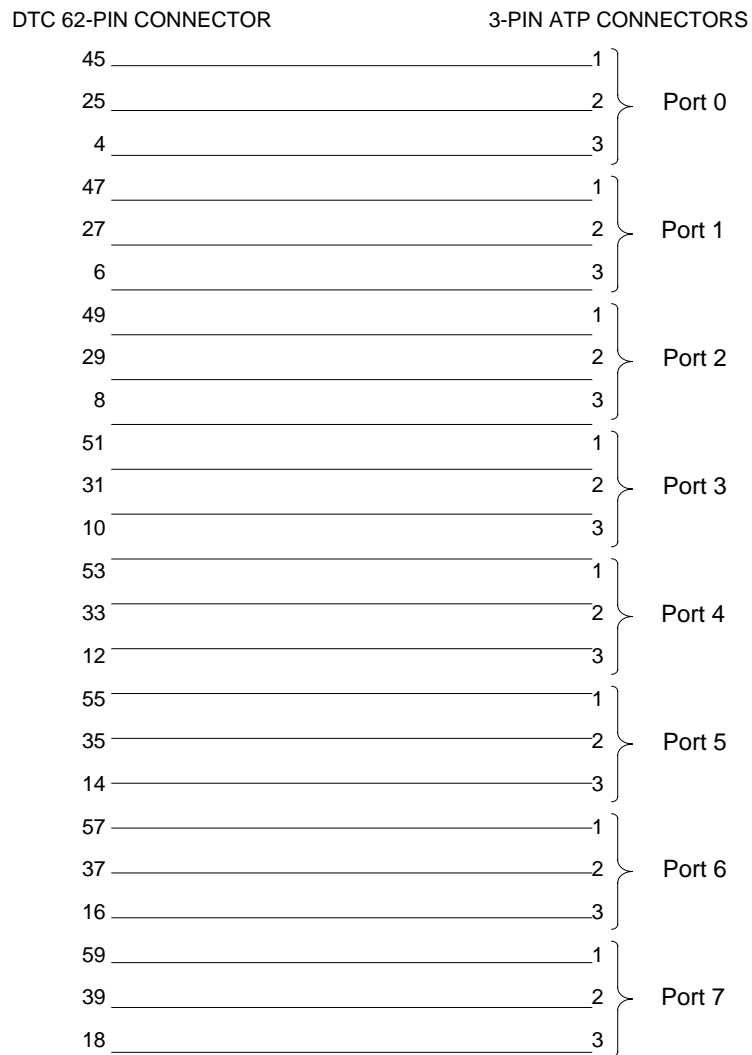 DTC 62-PIN CONNECTOR 3-PIN ATP CONNECTORS
45 1
25 2 Port 0
4 3
47 1
27 2 Port 1
6 3
49 1
29 2 Port 2
8 3
51 1
31 2 Port 3
10 3
53 1
33 2 Port 4
12 3
55 1
35 2 Port 5
14 3
57 1
37 2 Port 6
16 3
59 1
39 2 Port 7
18 3